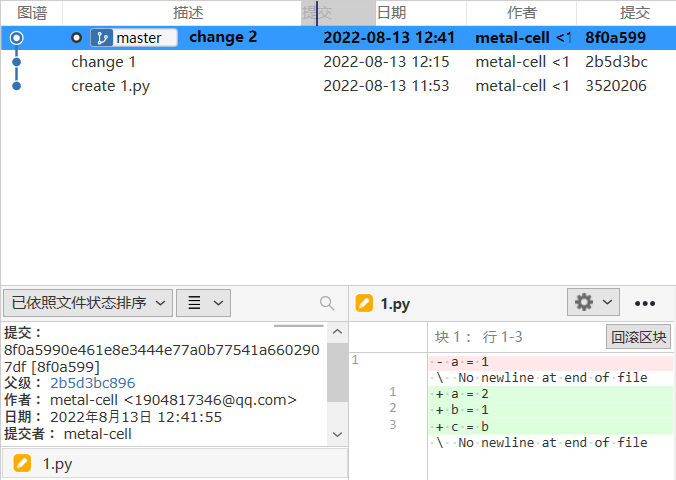 图谱 描述 提交 日期 作者 提交
master change 2 2022-08-13 12:41 metal-cell <1 8f0a599
change 1 2022-08-13 12:15 metal-cell <1 2b5d3bc
create 1.py 2022-08-13 11:53 metal-cell <1 3520206
已依照文件状态排序
提交：
8f0a5990e461e8e3444e77a0b77541a660290
7df [8f0a599]
父级： 2b5d3bc896
作者： metal-cell <1904817346@qq.com>
日期： 2022年8月13日 12:41:55
提交者： metal-cell
1.py
1.py
块 1 ： 行 1-3 回滚区块
1 - a = 1
\ No newline at end of file
1 + a = 2
2 + b = 1
3 + c = b
\ No newline at end of file